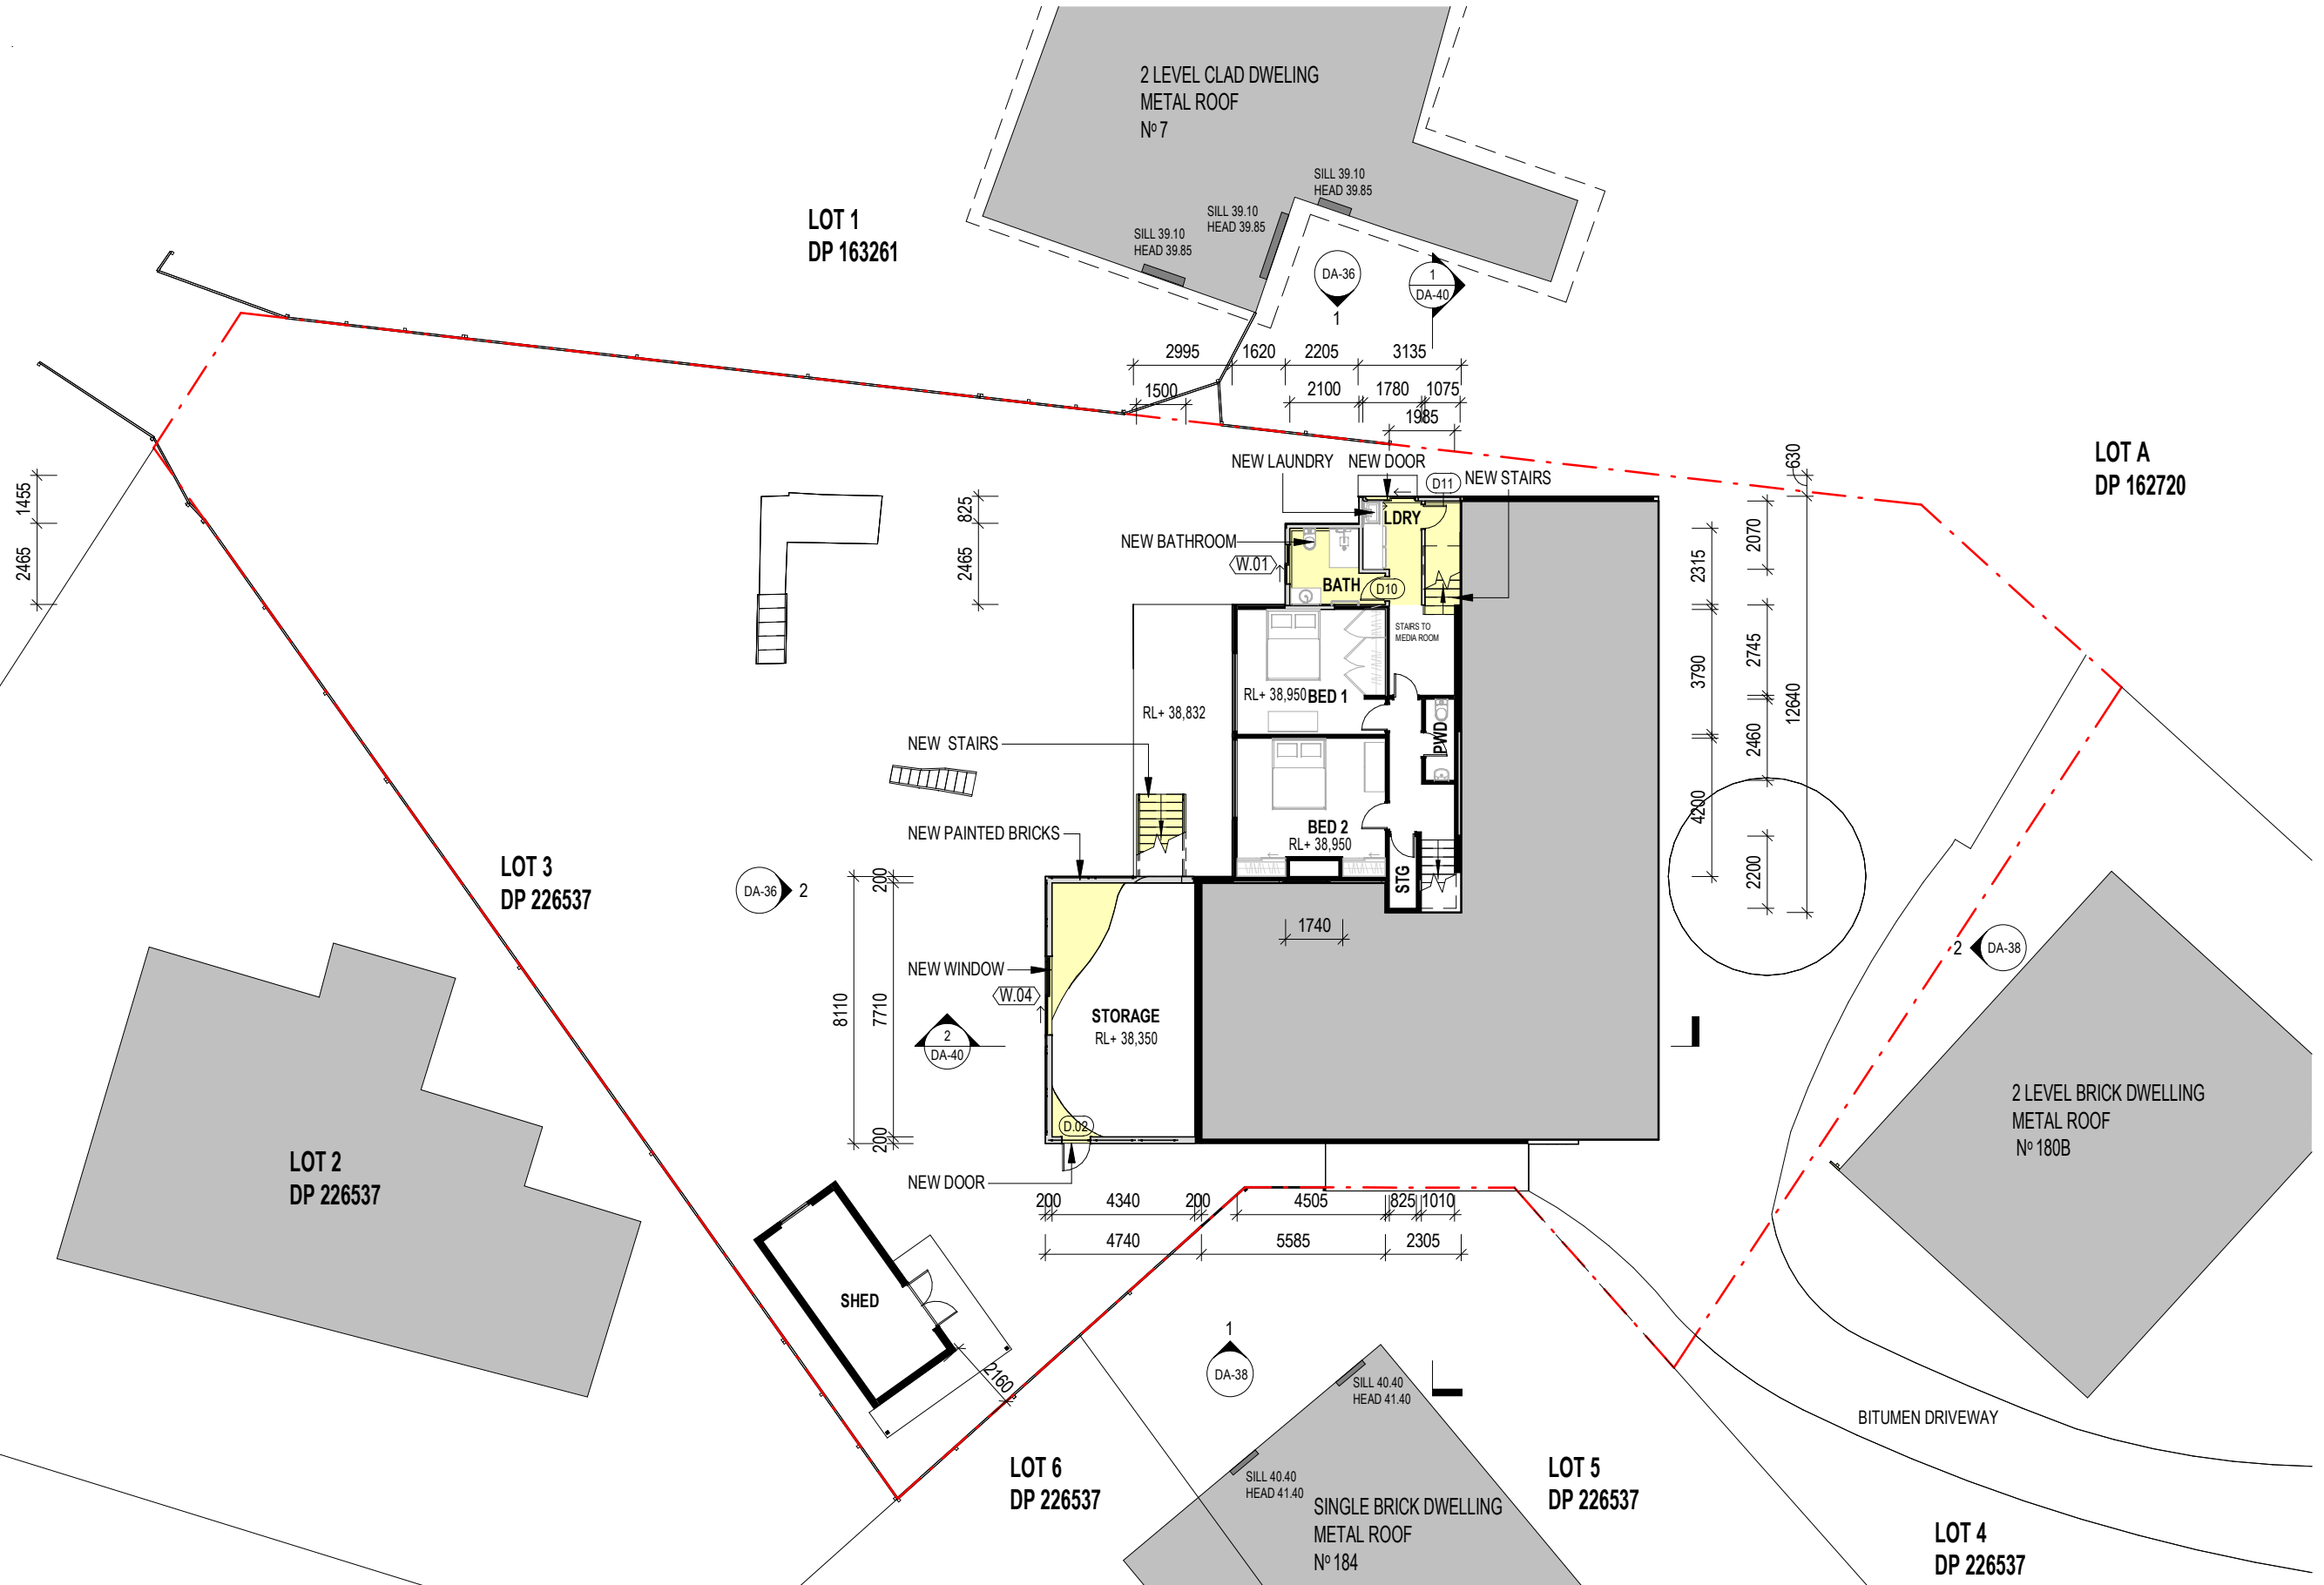 2 LEVEL CLAD DWELING
METAL ROOF
Nº 7
SILL 39.10
HEAD 39.85
SILL 39.10
HEAD 39.85
SILL 39.10
HEAD 39.85
LOT 1
DP 163261
DA-36
1
1
DA-40
2995
1620
2205
3135
1500
2100
1780
1075
1985
LOT A
DP 162720
630
NEW LAUNDRY
NEW DOOR
NEW STAIRS
D11
1455
2465
825
2465
LDRY
NEW BATHROOM
W.01
BATH
D10
2315
2070
STAIRS TO
MEDIA ROOM
3790
2745
12640
RL+ 38,950
BED 1
RL+ 38,832
PWD
NEW  STAIRS
2460
4200
NEW PAINTED BRICKS
BED 2
RL+ 38,950
STG
2200
LOT 3
DP 226537
DA-36
2
200
1740
2
DA-38
NEW WINDOW
W.04
8110
7710
STORAGE
RL+ 38,350
2
DA-40
2 LEVEL BRICK DWELLING
METAL ROOF
Nº 180B
D.02
200
LOT 2
DP 226537
NEW DOOR
200
4340
200
4505
825
1010
4740
5585
2305
SHED
2160
1
DA-38
SILL 40.40
HEAD 41.40
BITUMEN DRIVEWAY
LOT 6
DP 226537
SILL 40.40
HEAD 41.40
LOT 5
DP 226537
SINGLE BRICK DWELLING
METAL ROOF
Nº 184
LOT 4
DP 226537